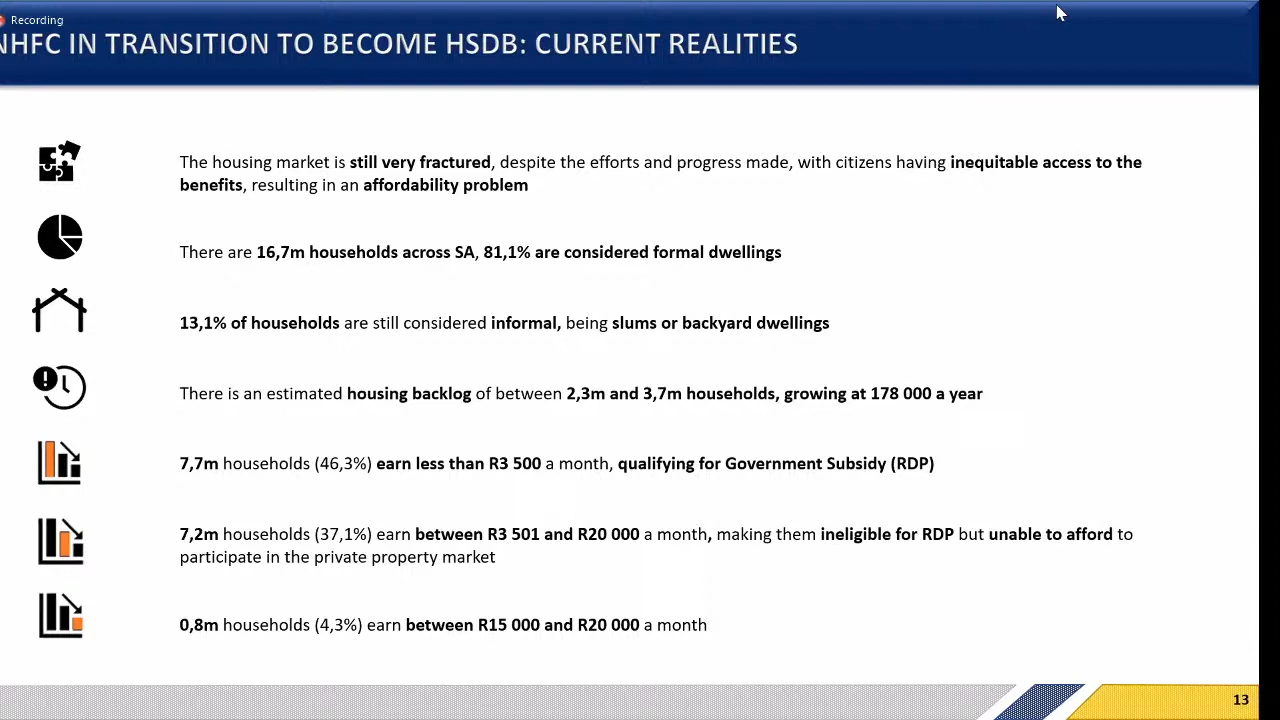 Recording
NHFC IN TRANSITION TO BECOME HSDB: CURRENT REALITIES
The housing market is still very fractured, despite the efforts and progress made, with citizens having inequitable access to the
benefits, resulting in an affordability problem
There are 16,7m households across SA, 81,1% are considered formal dwellings
13,1% of households are still considered informal, being slums or backyard dwellings
There is an estimated housing backlog of between 2,3m and 3,7m households, growing at 178 000 a year
7,7m households (46,3%) earn less than R3 500 a month, qualifying for Government Subsidy (RDP)
7,2m households (37,1%) earn between R3 501 and R20 000 a month, making them ineligible for RDP but unable to afford to
participate in the private property market
0,8m households (4,3%) earn between R15 000 and R20 000 a month
13